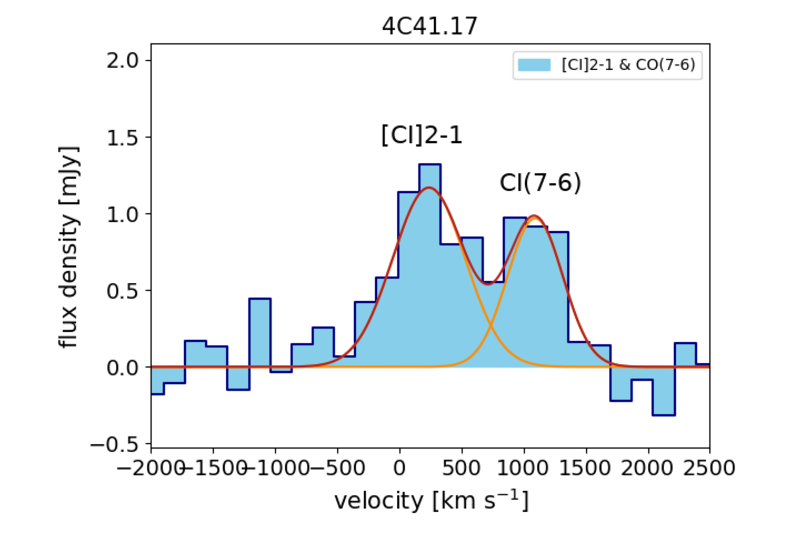 4C41.17
[CI]2-1 & CO(7-6)
[CI]2-1
CI(7-6)
flux density [mJy]
2.0
1.5
1.0
0.5
0.0
−0.5
−2000 −1500 −1000 −500 0 500 1000 1500 2000 2500
velocity [km s⁻¹]